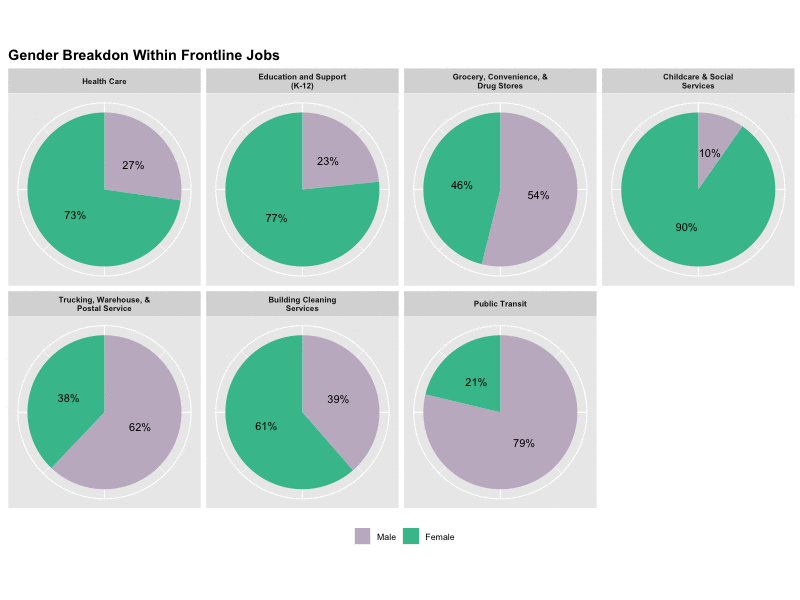 Gender Breakdon Within Frontline Jobs
Health Care
Education and Support
(K-12)
Grocery, Convenience, &
Drug Stores
Childcare & Social
Services
27%
73%
23%
77%
46%
54%
10%
90%
Trucking, Warehouse, &
Postal Service
Building Cleaning
Services
Public Transit
38%
62%
39%
61%
21%
79%
Male
Female